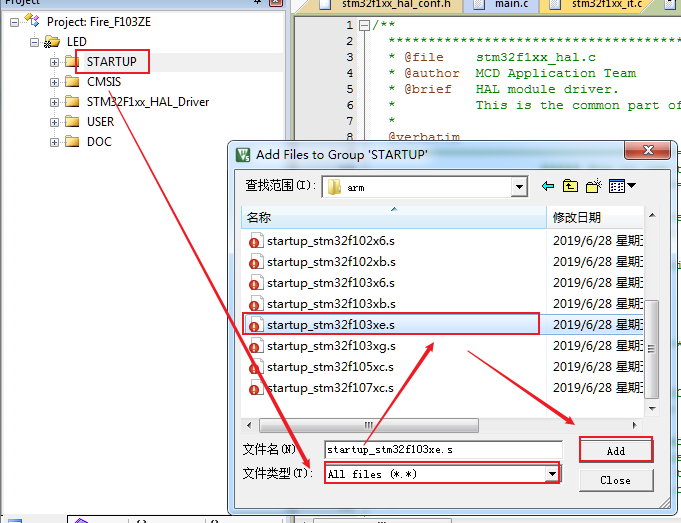 Project
Project: Fire_F103ZE
LED
STARTUP
CMSIS
STM32F1xx_HAL_Driver
USER
DOC
stm32f1xx_hal_conf.h
main.c
stm32f1xx_it.c
1 /**
2 ******************************
3 * @file stm32f1xx_hal.c
4 * @author MCD Application Team
5 * @brief HAL module driver.
6 * This is the common part of
7 *
8 @verbatim
Add Files to Group 'STARTUP'
查找范围(I):
arm
名称
修改日期
startup_stm32f102x6.s 2019/6/28 星期
startup_stm32f102xb.s 2019/6/28 星期
startup_stm32f103x6.s 2019/6/28 星期
startup_stm32f103xb.s 2019/6/28 星期
startup_stm32f103xe.s 2019/6/28 星期
startup_stm32f103xg.s 2019/6/28 星期
startup_stm32f105xc.s 2019/6/28 星期
startup_stm32f107xc.s 2019/6/28 星期
文件名(N)
startup_stm32f103xe.s
Add
文件类型(T):
All files (*.*)
Close